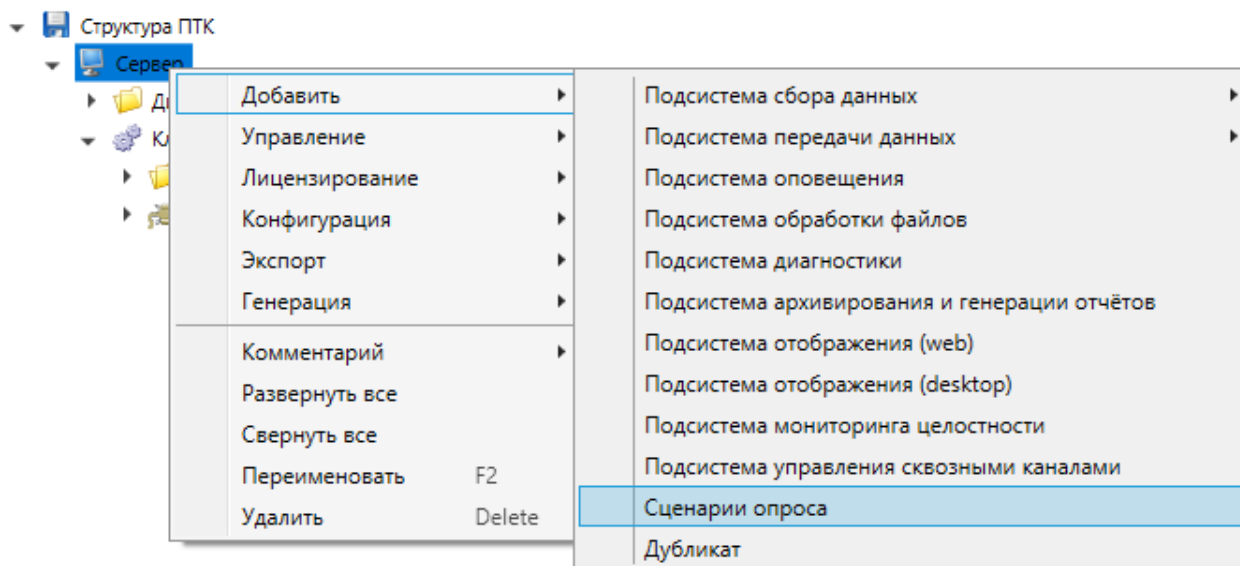 Структура ПТК
Сервер
Добавить
Управление
Лицензирование
Конфигурация
Экспорт
Генерация
Комментарий
Развернуть все
Свернуть все
Переименовать F2
Удалить Delete
Подсистема сбора данных
Подсистема передачи данных
Подсистема оповещения
Подсистема обработки файлов
Подсистема диагностики
Подсистема архивирования и генерации отчётов
Подсистема отображения (web)
Подсистема отображения (desktop)
Подсистема мониторинга целостности
Подсистема управления сквозными каналами
Сценарии опроса
Дубликат